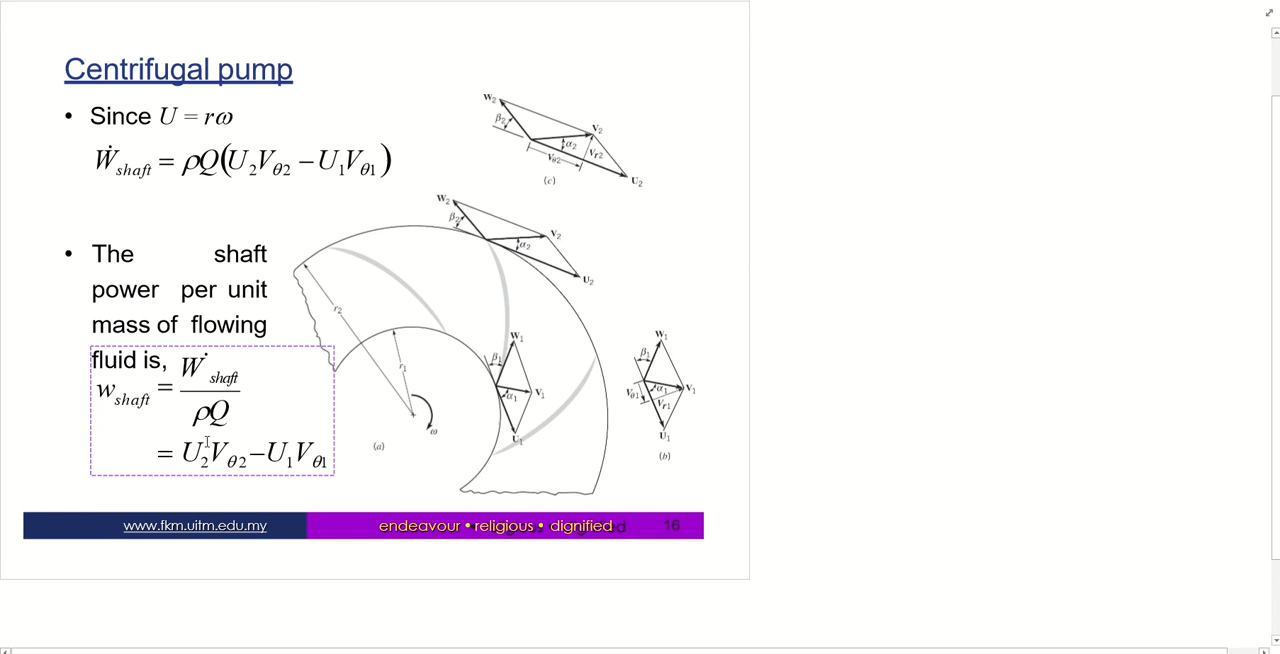 Centrifugal pump
• Since U = rω
Ẇshaft = ρQ(U2Vθ2 − U1Vθ1)
• The shaft
power per unit
mass of flowing
fluid is,
wshaft = Ẇshaft / ρQ
= U2Vθ2 − U1Vθ1
W2
β2
V2
α2
Vr2
Vθ2
U2
(c)
W2
β2
V2
α2
U2
r2
r1
ω
(a)
W1
β1
V1
α1
U1
W1
β1
V1
Vθ1
α1
Vr1
U1
(b)
www.fkm.uitm.edu.my
endeavour • religious • dignified
16